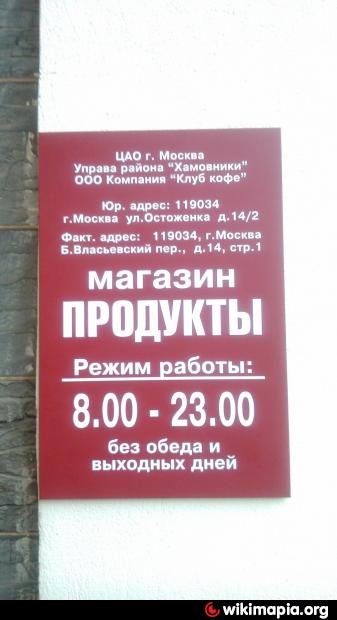 ЦАО г. Москва
Управа района "Хамовники"
ООО Компания "Клуб кофе"
Юр. адрес: 119034
г.Москва ул.Остоженка д.14/2
Факт. адрес: 119034, г.Москва
Б.Власьевский пер., д.14, стр.1
магазин
ПРОДУКТЫ
Режим работы:
8.00 - 23.00
без обеда и
выходных дней
wikimapia.org